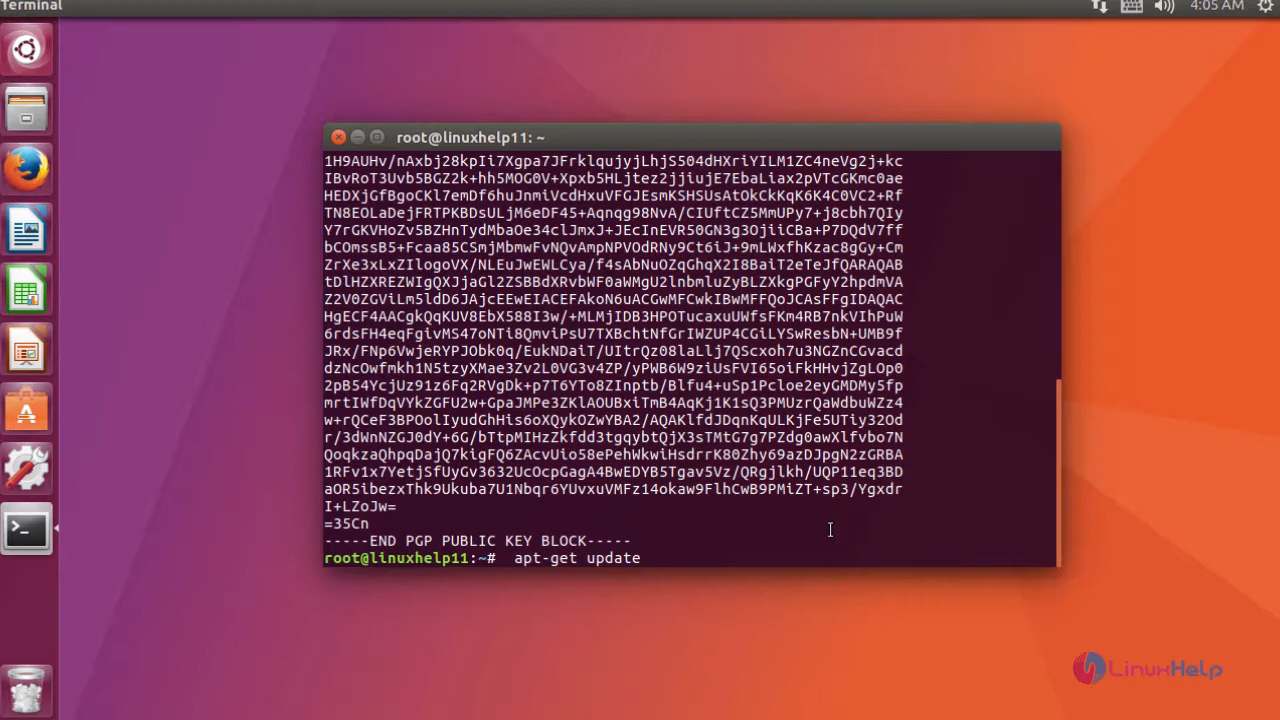 Terminal
4:05 AM
root@linuxhelp11: ~
1H9AUHv/nAxbj28kpIi7Xgpa7JFrklqujyjLhjS504dHXriYILM1ZC4neVg2j+kc
IBvRoT3Uvb5BGZ2k+hh5MOG0V+Xpxb5HLjtez2jjiujE7EbaLiax2pVTcGKmc0ae
HEDXjGfBgoCKl7emDf6huJnmiVcdHxuVFGJEsmKSHSUsAtOkCkKqK6K4C0VC2+Rf
TN8EOLaDejFRTPKBDsULjM6eDF45+Aqnqg98NvA/CIUftCZ5MmUPy7+j8cbh7QIy
Y7rGKVHoZv5BZHnTydMbaOe34clJmxJ+JEcInEVR50GN3g3OjiiCBa+P7DQdV7ff
bCOmssB5+Fcaa85CSmjMbmwFvNQvAmpNPVOdRNy9Ct6iJ+9mLWxfhKzac8gGy+Cm
ZrXe3xLxZIlogoVX/NLEuJwEWLCya/f4sAbNuOZqGhqX2I8BaiT2eTeJfQARAQAB
tDlHZXREZWIgQXJjaGl2ZSBBdXRvbWF0aWMgU2lnbmluZyBLZXkgPGFyY2hpdmVA
Z2V0ZGViLm5ldD6JAjcEEwEIACEFAkoN6uACGwMFCwkIBwMFFQoJCAsFFgIDAQAC
HgECF4AACgkQqKUV8EbX588I3w/+MLMjIDB3HPOTucaxuUWfsFKm4RB7nkVIhPuW
6rdsFH4eqFgivMS47oNTi8QmviPsU7TXBchtNfGrIWZUP4CGiLYSwResbN+UMB9f
JRx/FNp6VwjeRYPJObk0q/EukNDaiT/UItrQz08laLlj7QScxoh7u3NGZnCGvacd
dzNcOwfmkh1N5tzyXMae3Zv2L0VG3v4ZP/yPWB6W9ziUsFVI65oiFkHHvjZgLOp0
2pB54YcjUz91z6Fq2RVgDk+p7T6YTo8ZInptb/Blfu4+uSp1Pcloe2eyGMDMy5fp
mrtIWfDqVYkZGFU2w+GpaJMPe3ZKlAOUBxiTmB4AqKj1K1sQ3PMUzrQaWdbuWZz4
w+rQCeF3BPOolIyudGhHis6oXQykOZwYBA2/AQAKlfdJDqnKqULKjFe5UTiy32Od
r/3dWnNZGJ0dY+6G/bTtpMIHzZkfdd3tgqybtQjX3sTMtG7g7PZdg0awXlfvbo7N
QoqkzaQhpqDajQ7kigFQ6ZAcvUio58ePehWkwiHsdrrK80Zhy69azDJpgN2zGRBA
1RFv1x7YetjSfUyGv3632UcOcpGagA4BwEDYB5Tgav5Vz/QRgjlkh/UQP11eq3BD
aOR5ibezxThk9Ukuba7U1Nbqr6YUvxuVMFz14okaw9FlhCwB9PMiZT+sp3/Ygxdr
I+LZoJw=
=35Cn
-----END PGP PUBLIC KEY BLOCK-----
root@linuxhelp11:~#  apt-get update
LinuxHelp